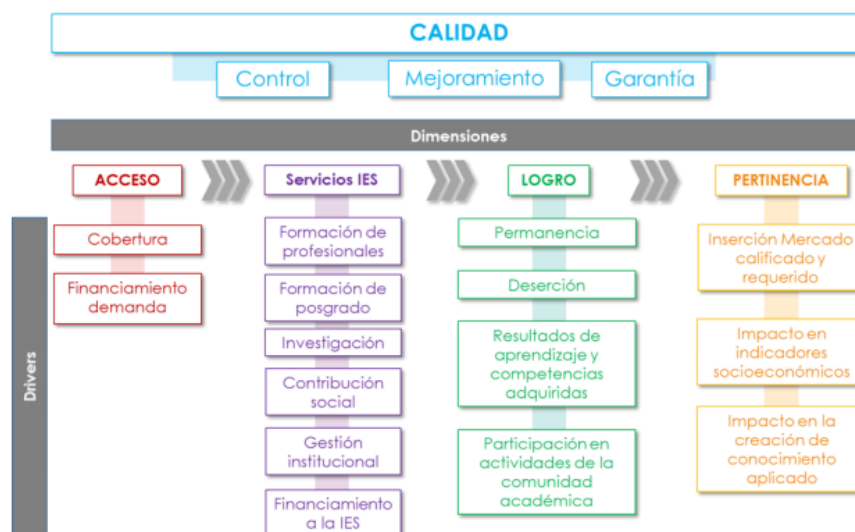 CALIDAD
Control
Mejoramiento
Garantía
Dimensiones
ACCESO
Servicios IES
LOGRO
PERTINENCIA
Drivers
Cobertura
Financiamiento
demanda
Formación de
profesionales
Formación de
posgrado
Investigación
Contribución
social
Gestión
institucional
Financiamiento
a la IES
Permanencia
Deserción
Resultados de
aprendizaje y
competencias
adquiridas
Participación en
actividades de la
comunidad
académica
Inserción Mercado
calificado y
requerido
Impacto en
indicadores
socioeconómicos
Impacto en la
creación de
conocimiento
aplicado